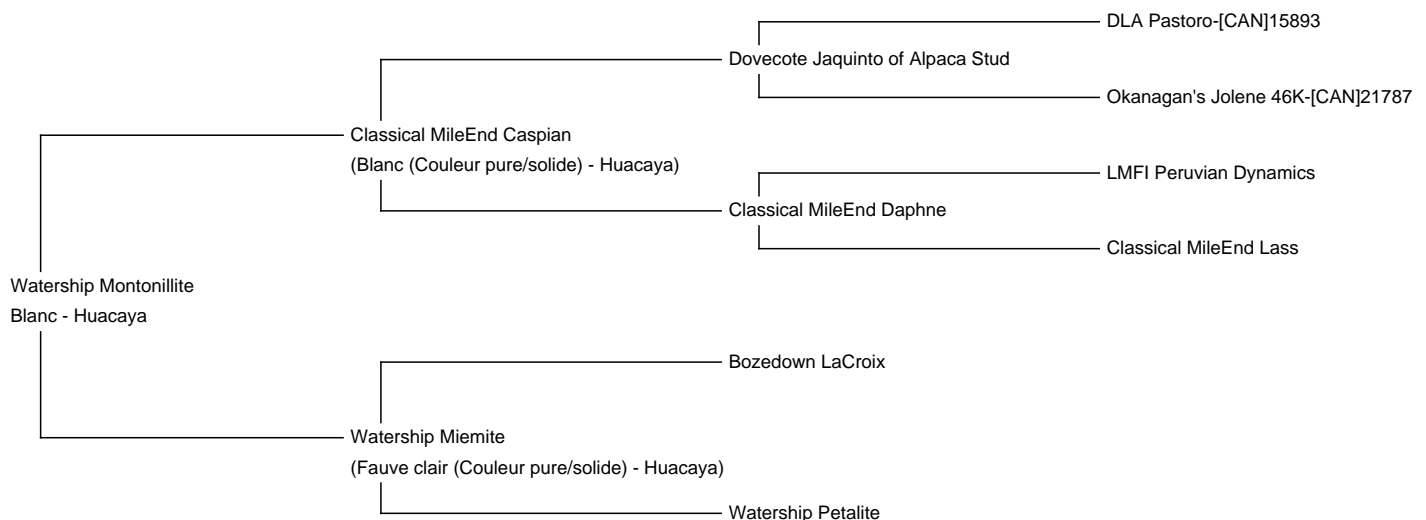 DLA Pastoro-[CAN]15893
Dovecote Jaquinto of Alpaca Stud
Okanagan's Jolene 46K-[CAN]21787
Classical MileEnd Caspian
(Blanc (Couleur pure/solide) - Huacaya)
LMFI Peruvian Dynamics
Classical MileEnd Daphne
Classical MileEnd Lass
Watership Montonillite
Blanc - Huacaya
Bozedown LaCroix
Watership Miemite
(Fauve clair (Couleur pure/solide) - Huacaya)
Watership Petalite